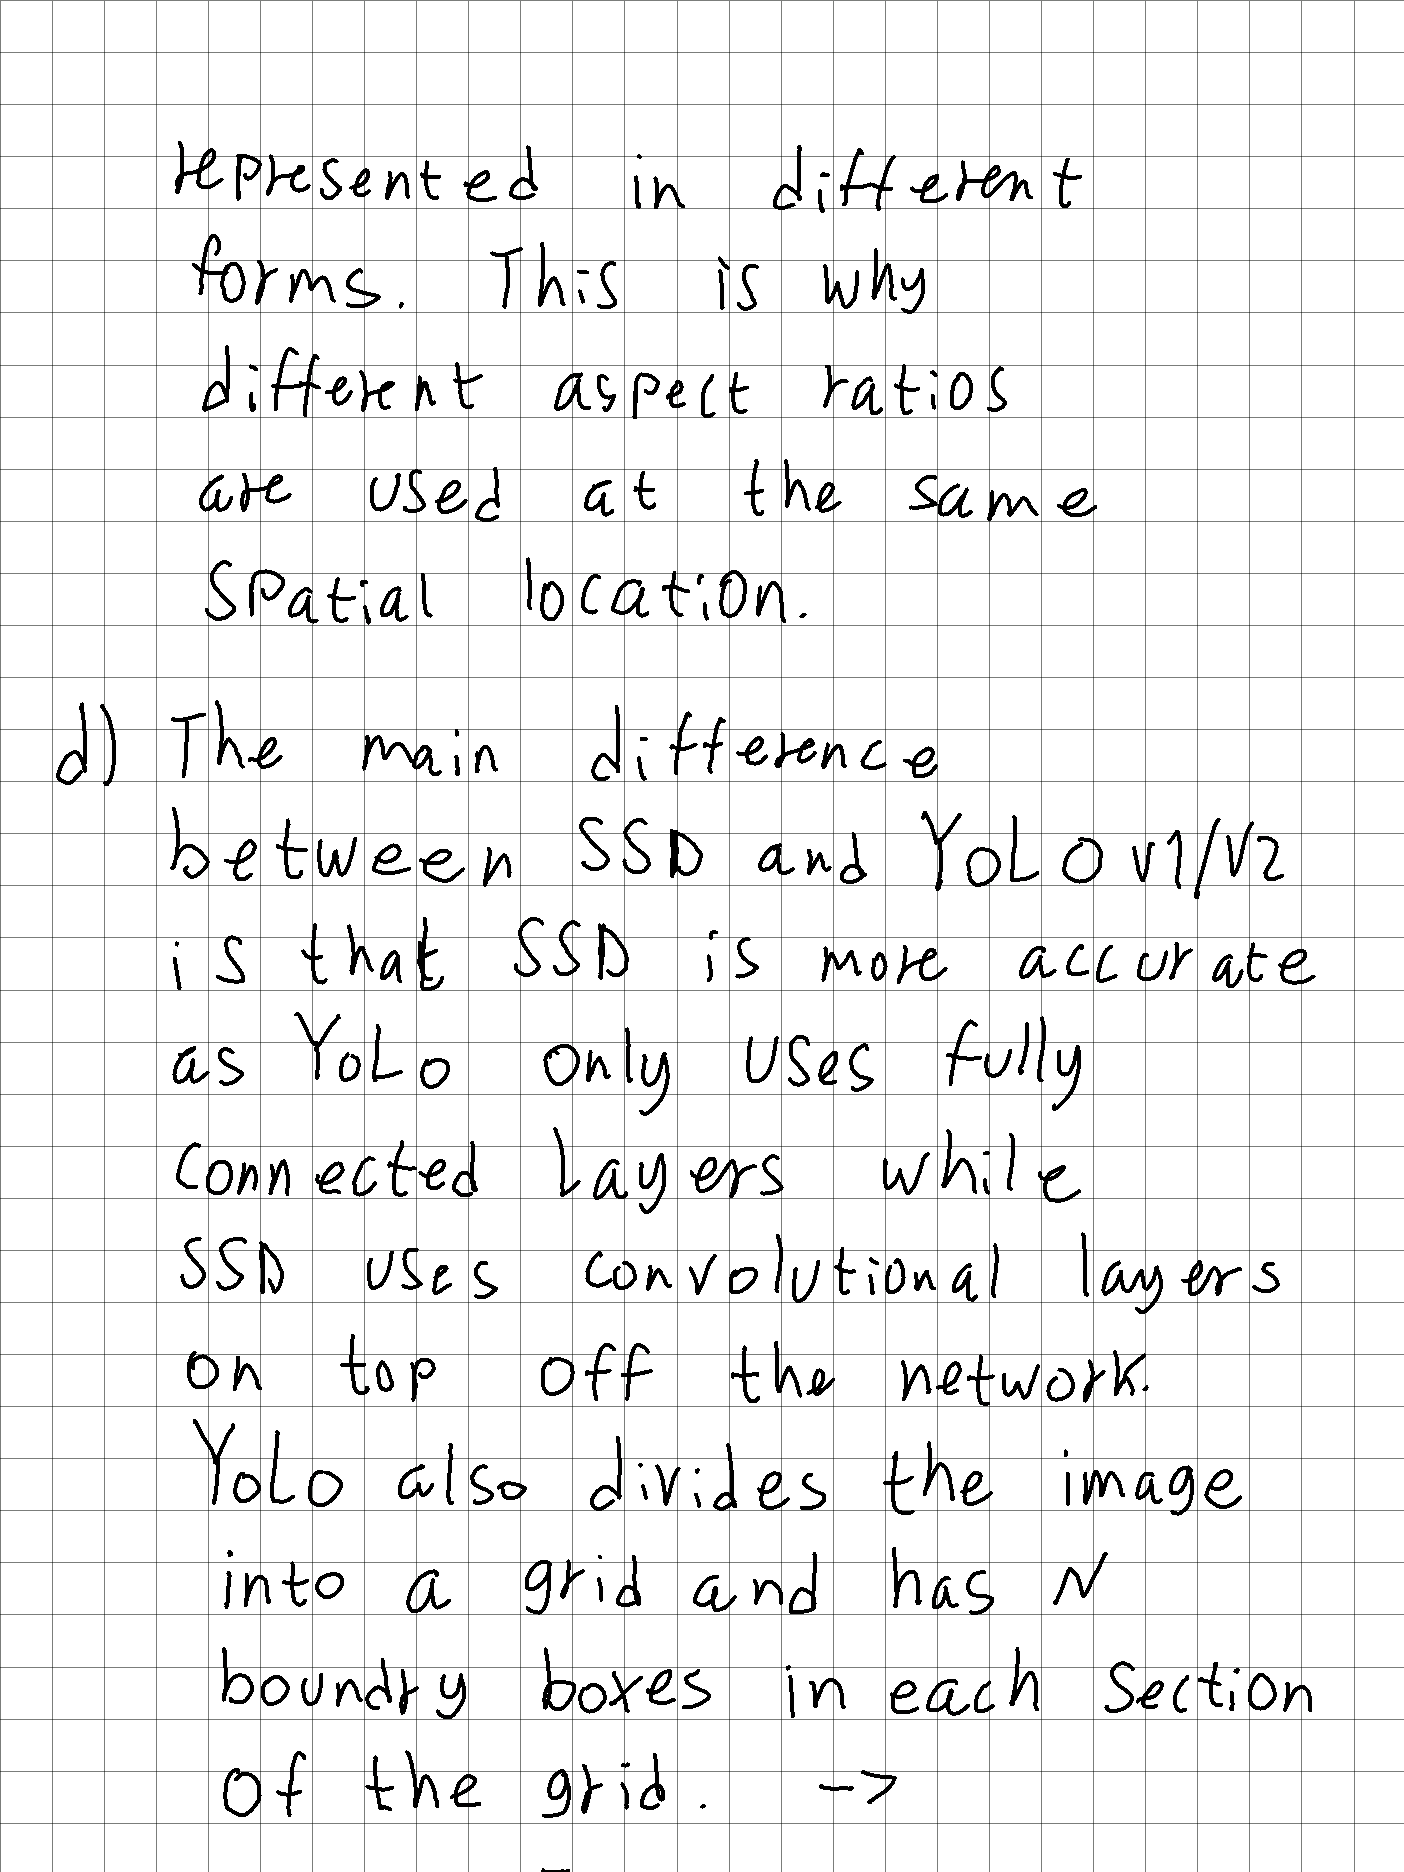 represented in different
forms. This is why
different aspect ratios
are used at the same
spatial location.
d) The main difference
between SSD and YOLO v1/v2
is that SSD is more accurate
as YOLO only uses fully
connected layers while
SSD uses convolutional layers
on top off the network.
YOLO also divides the image
into a grid and has N
boundry boxes in each section
of the grid. ->